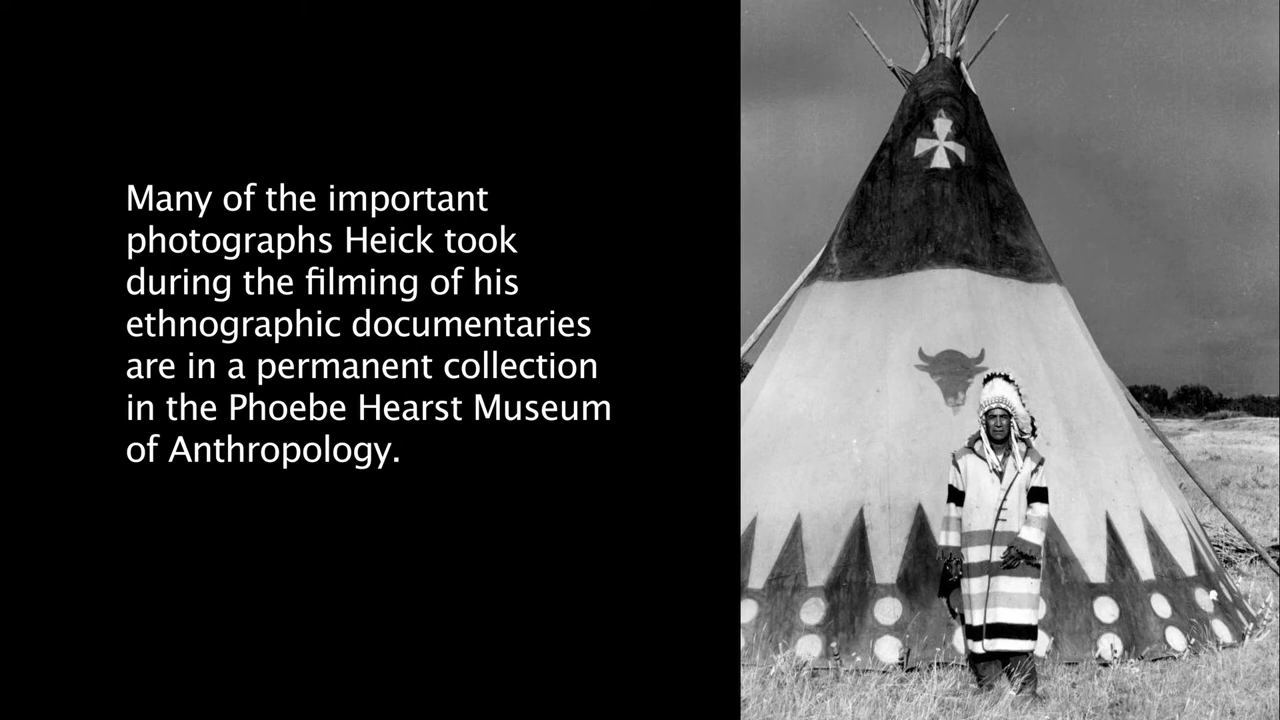 Many of the important
photographs Heick took
during the filming of his
ethnographic documentaries
are in a permanent collection
in the Phoebe Hearst Museum
of Anthropology.